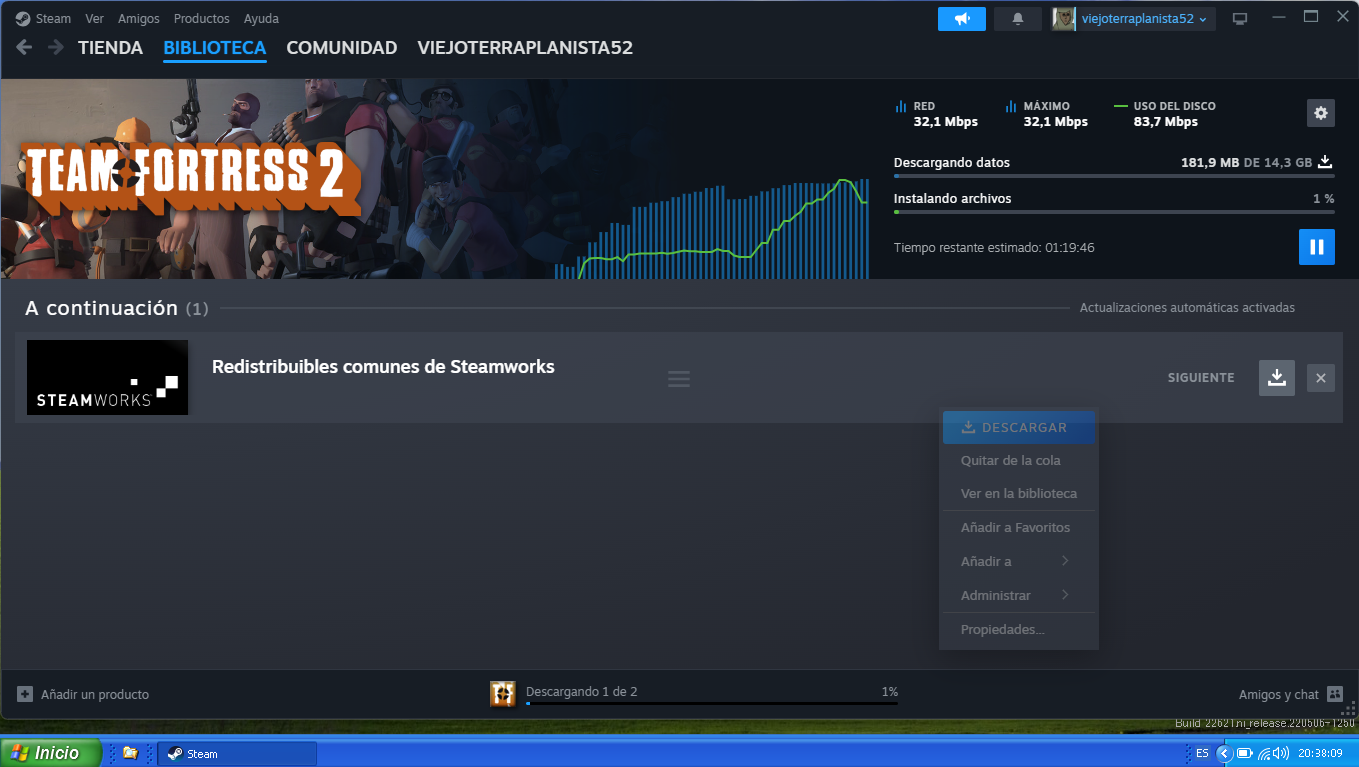 Steam Ver Amigos Productos Ayuda viejoterraplanista52
TIENDA BIBLIOTECA COMUNIDAD VIEJOTERRAPLANISTA52
TEAM FORTRESS 2
RED MÁXIMO USO DEL DISCO
32,1 Mbps 32,1 Mbps 83,7 Mbps
Descargando datos 181,9 MB DE 14,3 GB
Instalando archivos 1 %
Tiempo restante estimado: 01:19:46
A continuación (1) Actualizaciones automáticas activadas
STEAMWORKS
Redistribuibles comunes de Steamworks
SIGUIENTE
DESCARGAR
Quitar de la cola
Ver en la biblioteca
Añadir a Favoritos
Añadir a
Administrar
Propiedades...
Añadir un producto
Descargando 1 de 2 1%
Amigos y chat
Build 22621.ni_release.220506-1250
Inicio Steam ES 20:38:09